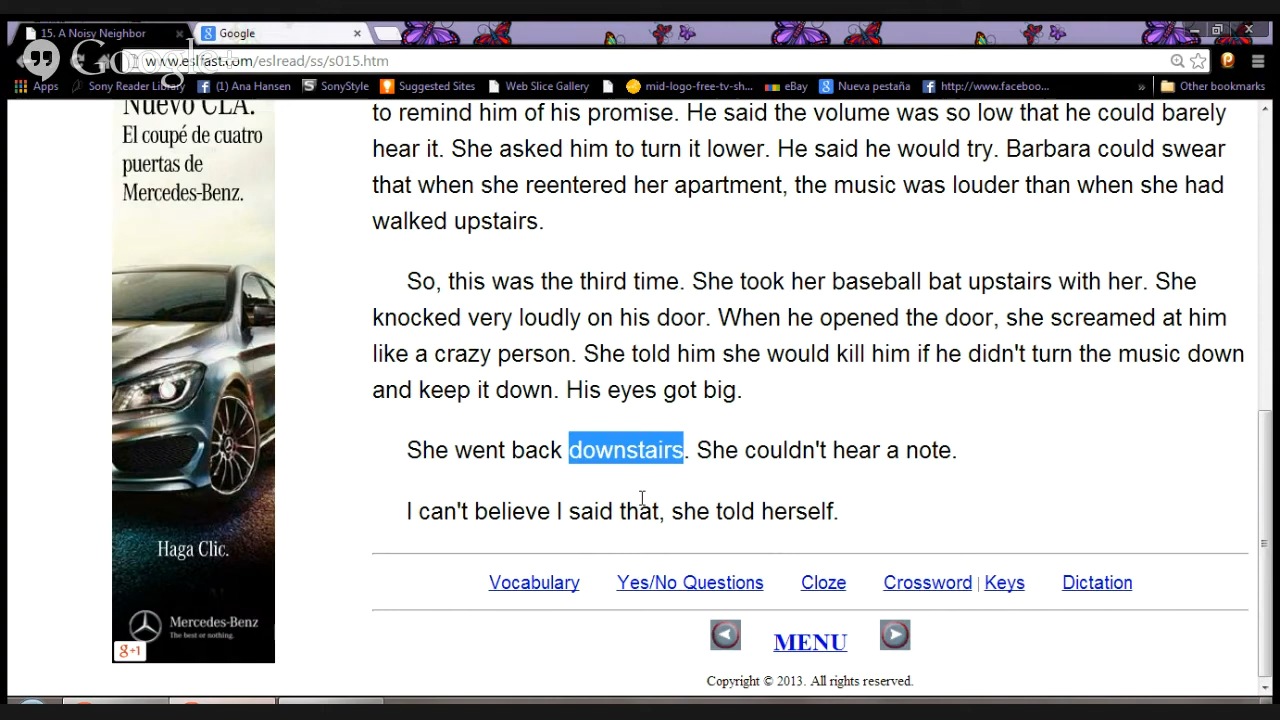 15. A Noisy Neighbor
Google
Google+
www.eslfast.com/eslread/ss/s015.htm
Apps
Sony Reader Library
(1) Ana Hansen
SonyStyle
Suggested Sites
Web Slice Gallery
mid-logo-free-tv-sh...
eBay
Nueva pestaña
http://www.faceboo...
»
Other bookmarks
Nuevo CLA.
El coupé de cuatro
puertas de
Mercedes-Benz.
Haga Clic.
Mercedes-Benz
The best or nothing.
g+1
to remind him of his promise. He said the volume was so low that he could barely
hear it. She asked him to turn it lower. He said he would try. Barbara could swear
that when she reentered her apartment, the music was louder than when she had
walked upstairs.
So, this was the third time. She took her baseball bat upstairs with her. She
knocked very loudly on his door. When he opened the door, she screamed at him
like a crazy person. She told him she would kill him if he didn't turn the music down
and keep it down. His eyes got big.
She went back downstairs. She couldn't hear a note.
I can't believe I said that, she told herself.
Vocabulary Yes/No Questions Cloze Crossword | Keys Dictation
MENU
Copyright © 2013. All rights reserved.